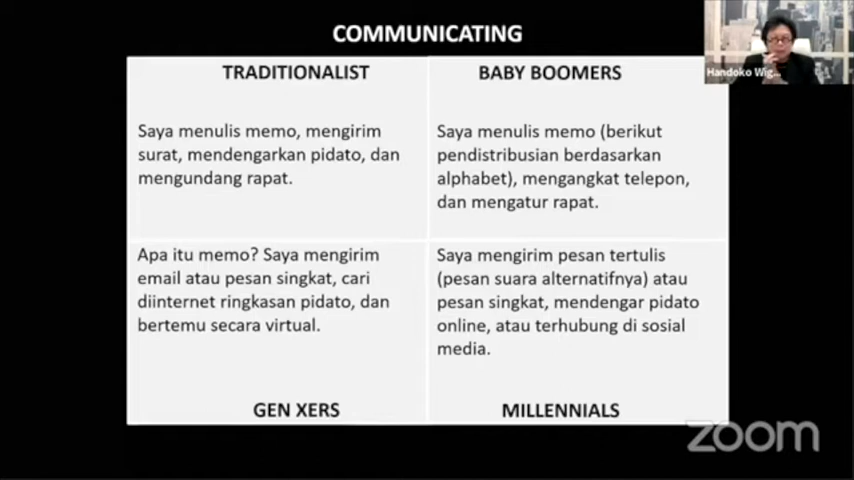 COMMUNICATING
Handoko Wig...
TRADITIONALIST
Saya menulis memo, mengirim
surat, mendengarkan pidato, dan
mengundang rapat.
BABY BOOMERS
Saya menulis memo (berikut
pendistribusian berdasarkan
alphabet), mengangkat telepon,
dan mengatur rapat.
Apa itu memo? Saya mengirim
email atau pesan singkat, cari
diinternet ringkasan pidato, dan
bertemu secara virtual.
GEN XERS
Saya mengirim pesan tertulis
(pesan suara alternatifnya) atau
pesan singkat, mendengar pidato
online, atau terhubung di sosial
media.
MILLENNIALS
zoom